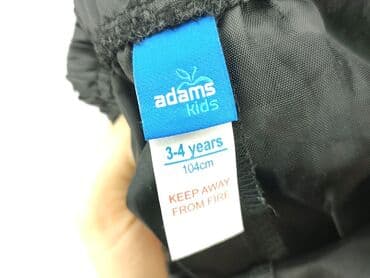 adams
kids
3-4 years
104cm
KEEP AWAY
FROM FIRE